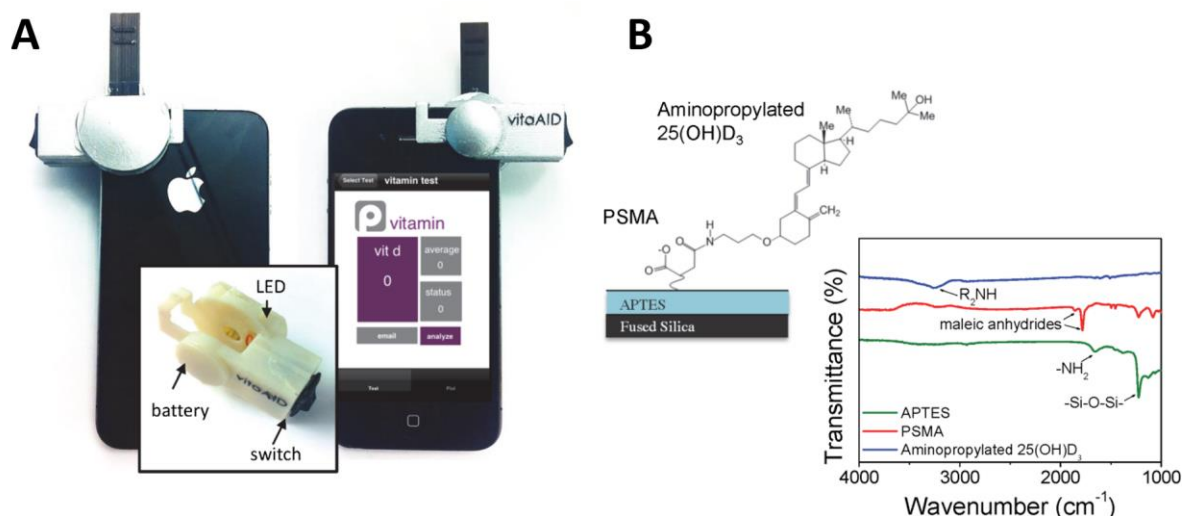 A
vitaAID
Select Test
vitamin test
vitamin
vit d
0
average
0
status
0
email
analyze
Test
LED
battery
switch
vitaAID
B
Aminopropylated
25(OH)D3
PSMA
Me
OH
Me
Me
Me
H
H
CH2
H
N
O
O
-O
O
APTES
Fused Silica
R2NH
maleic anhydrides
-NH2
-Si-O-Si-
APTES
PSMA
Aminopropylated 25(OH)D3
Transmittance (%)
4000 3000 2000 1000
Wavenumber (cm-1)